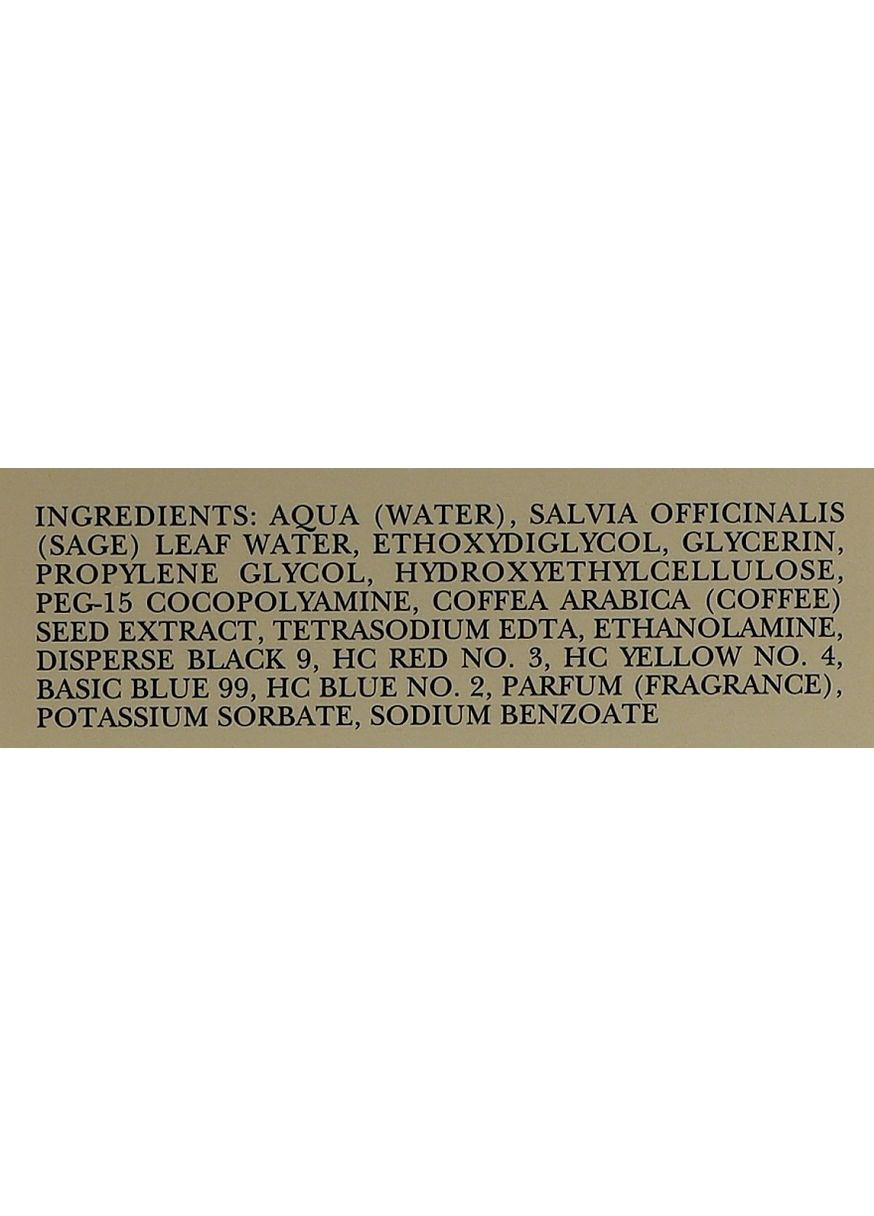 INGREDIENTS: AQUA (WATER), SALVIA OFFICINALIS
(SAGE) LEAF WATER, ETHOXYDIGLYCOL, GLYCERIN,
PROPYLENE GLYCOL, HYDROXYETHYLCELLULOSE,
PEG-15 COCOPOLYAMINE, COFFEA ARABICA (COFFEE)
SEED EXTRACT, TETRASODIUM EDTA, ETHANOLAMINE,
DISPERSE BLACK 9, HC RED NO. 3, HC YELLOW NO. 4,
BASIC BLUE 99, HC BLUE NO. 2, PARFUM (FRAGRANCE),
POTASSIUM SORBATE, SODIUM BENZOATE